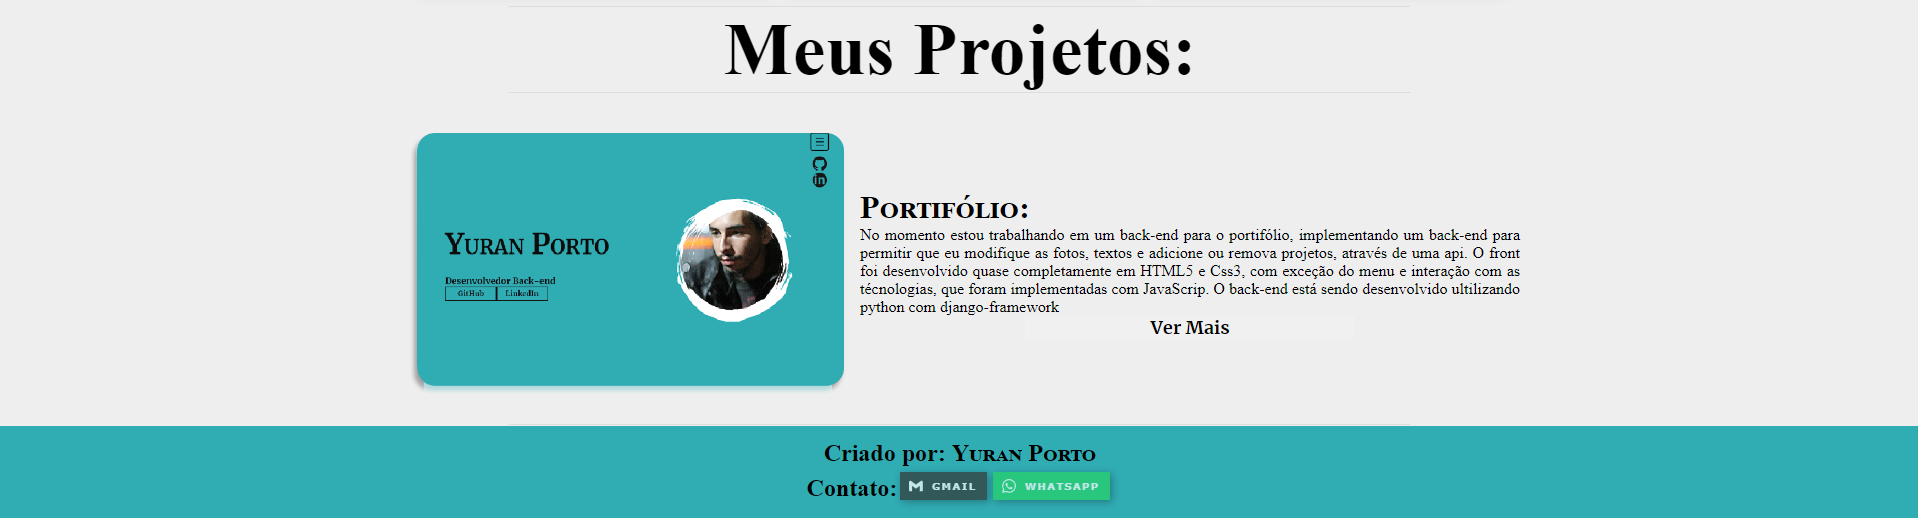 Meus Projetos:
Yuran Porto
Desenvolvedor Back-end
GitHub LinkedIn
Portifólio:
No momento estou trabalhando em um back-end para o portifólio, implementando um back-end para
permitir que eu modifique as fotos, textos e adicione ou remova projetos, através de uma api. O front
foi desenvolvido quase completamente em HTML5 e Css3, com exceção do menu e interação com as
técnologias, que foram implementadas com JavaScrip. O back-end está sendo desenvolvido ultilizando
python com django-framework
Ver Mais
Criado por: Yuran Porto
Contato: GMAIL WHATSAPP